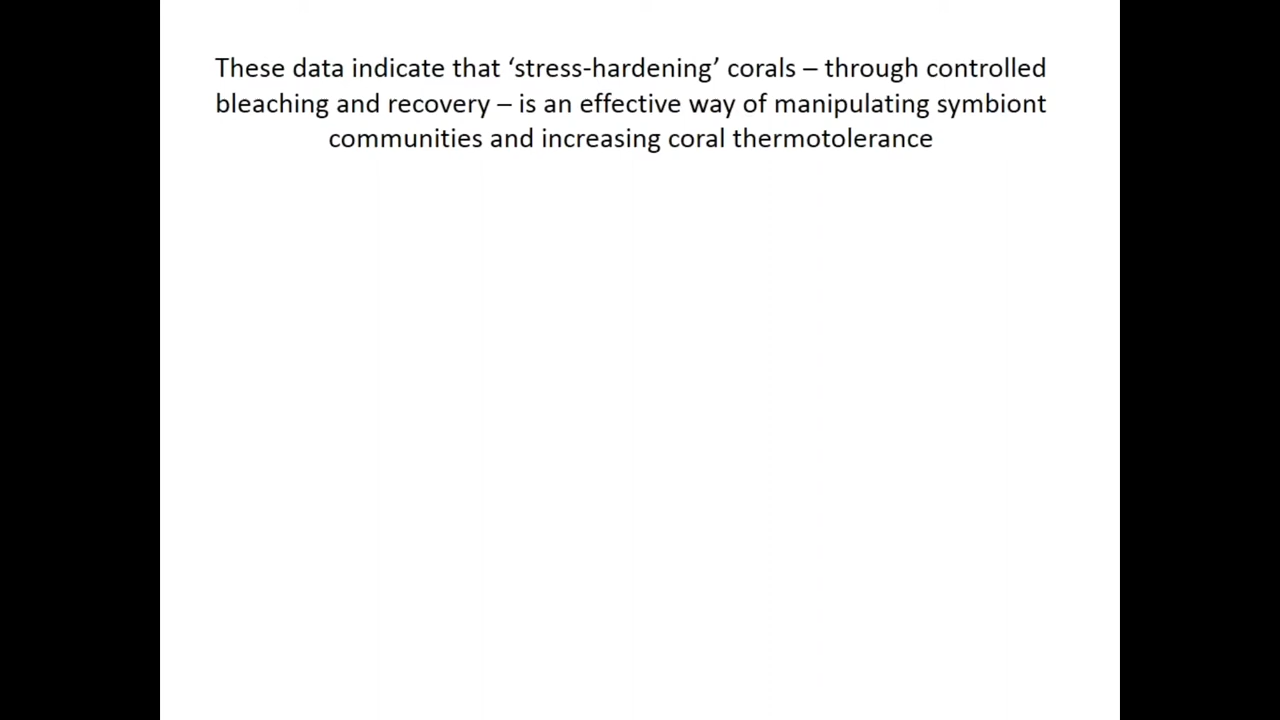 These data indicate that ‘stress-hardening’ corals – through controlled
bleaching and recovery – is an effective way of manipulating symbiont
communities and increasing coral thermotolerance